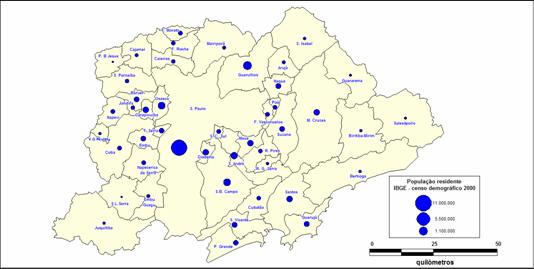 F. Morato
F. Rocha
Mairiporã
S. Isabel
P. B. Jesus
Cajamar
Caieiras
Arujá
Guarulhos
Guararema
S. Parnaíba
Itaqua
Barueri
Osasco
Jandira
Carapicuíba
Itapevi
S. Paulo
Poá
F. Vasconcelos
M. Cruzes
Salesópolis
Suzano
Biritiba-Mirim
T. Serra
Embu
Cotia
Mauá
R. Pires
Diadema
André
R. G. Serra
Itapecerica
da Serra
Bertioga
S.B. Campo
Santos
S.L. Serra
Embu
Guaçu
Cubatão
Juquitiba
S. Vicente
Guarujá
P. Grande
População residente
IBGE - censo demográfico 2000
11.000.000
5.500.000
1.100.000
0
25
50
quilômetros